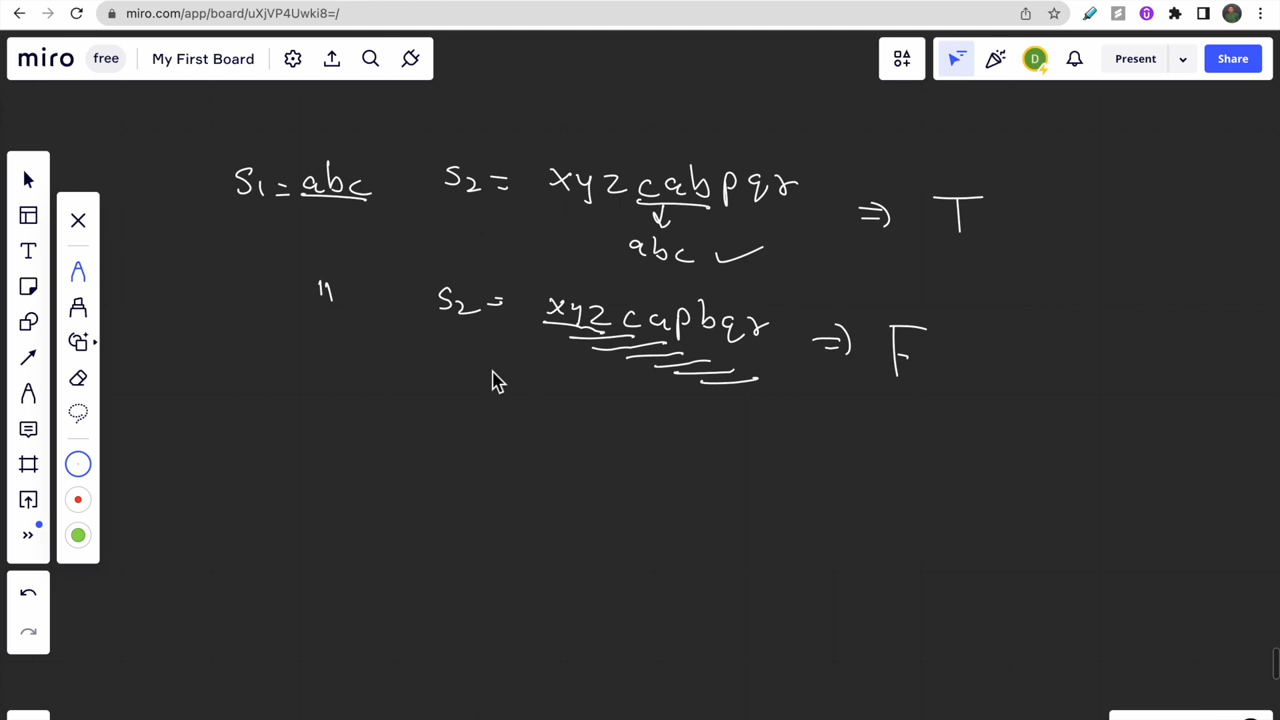 miro.com/app/board/uXjVP4Uwki8=/
miro free My First Board Present Share
D
S1 = abc S2 = xyzcabpqr => T
abc ✓
" S2 = xyzcapbqr => F